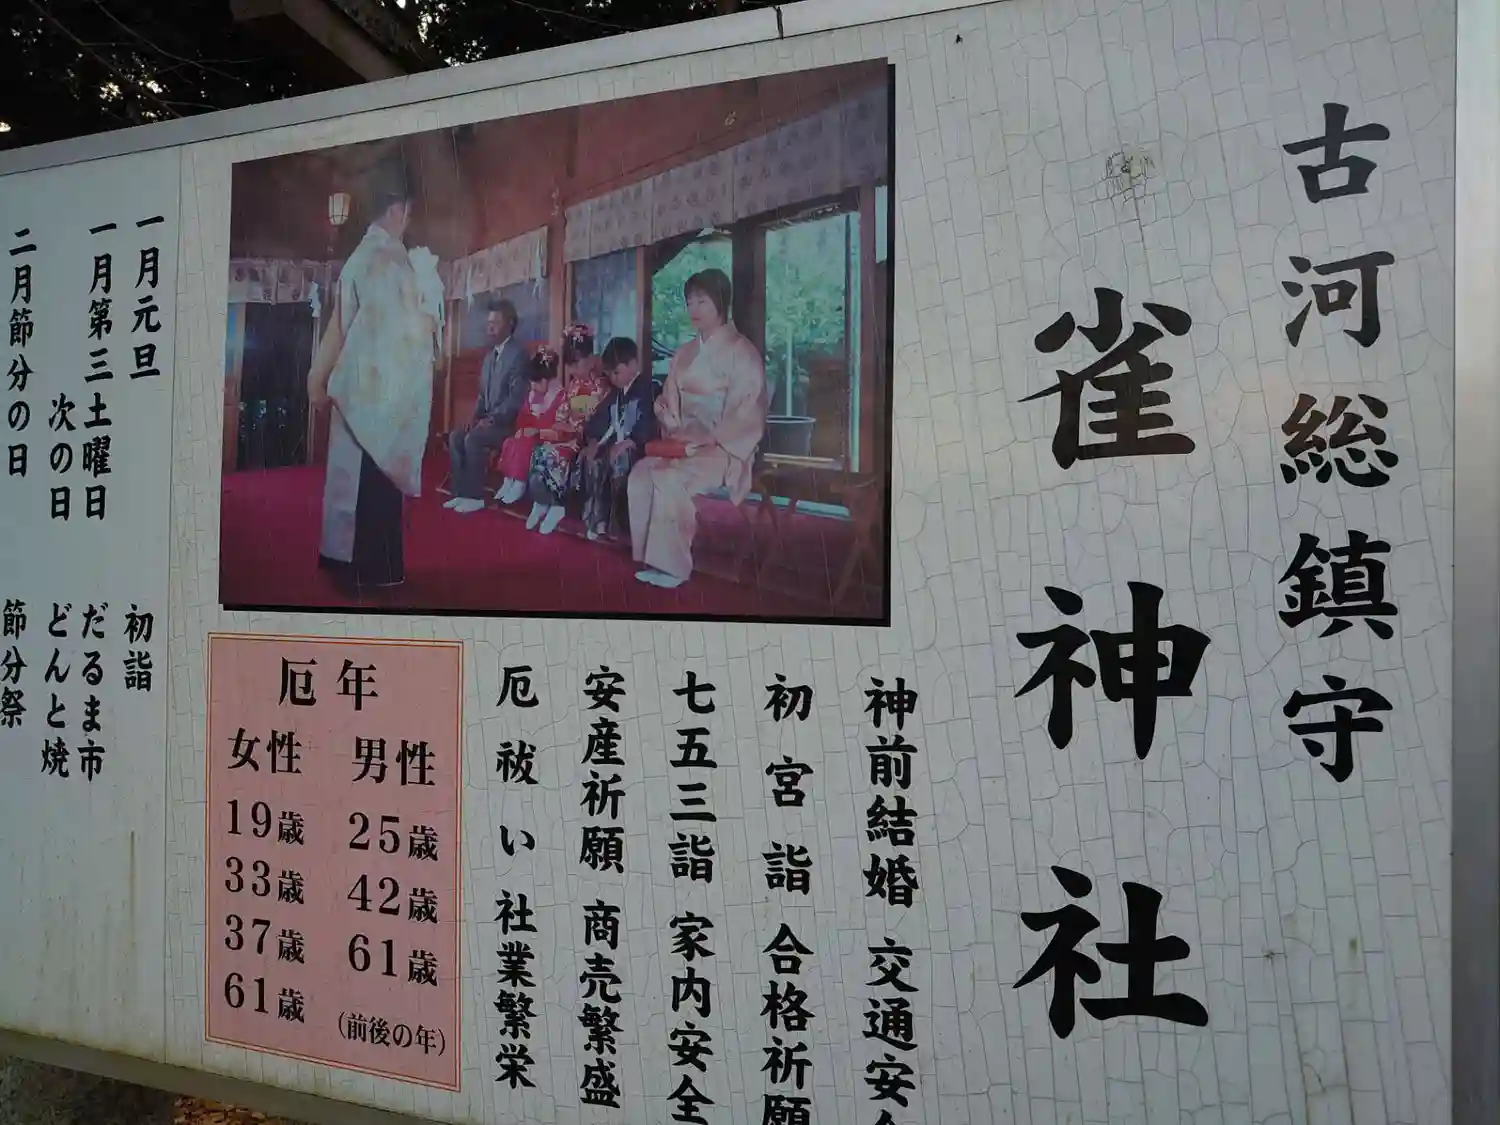 古河総鎮守
雀神社
神前結婚 交通安
初宮詣 合格祈願
七五三詣 家内安全
安産祈願 商売繁盛
厄祓い 社業繁栄
厄年
男性
25歳
42歳
61歳
(前後の年)
女性
19歳
33歳
37歳
61歳
一月元旦 初詣
一月第三土曜日 だるま市
次の日 どんと焼
二月節分の日 節分祭